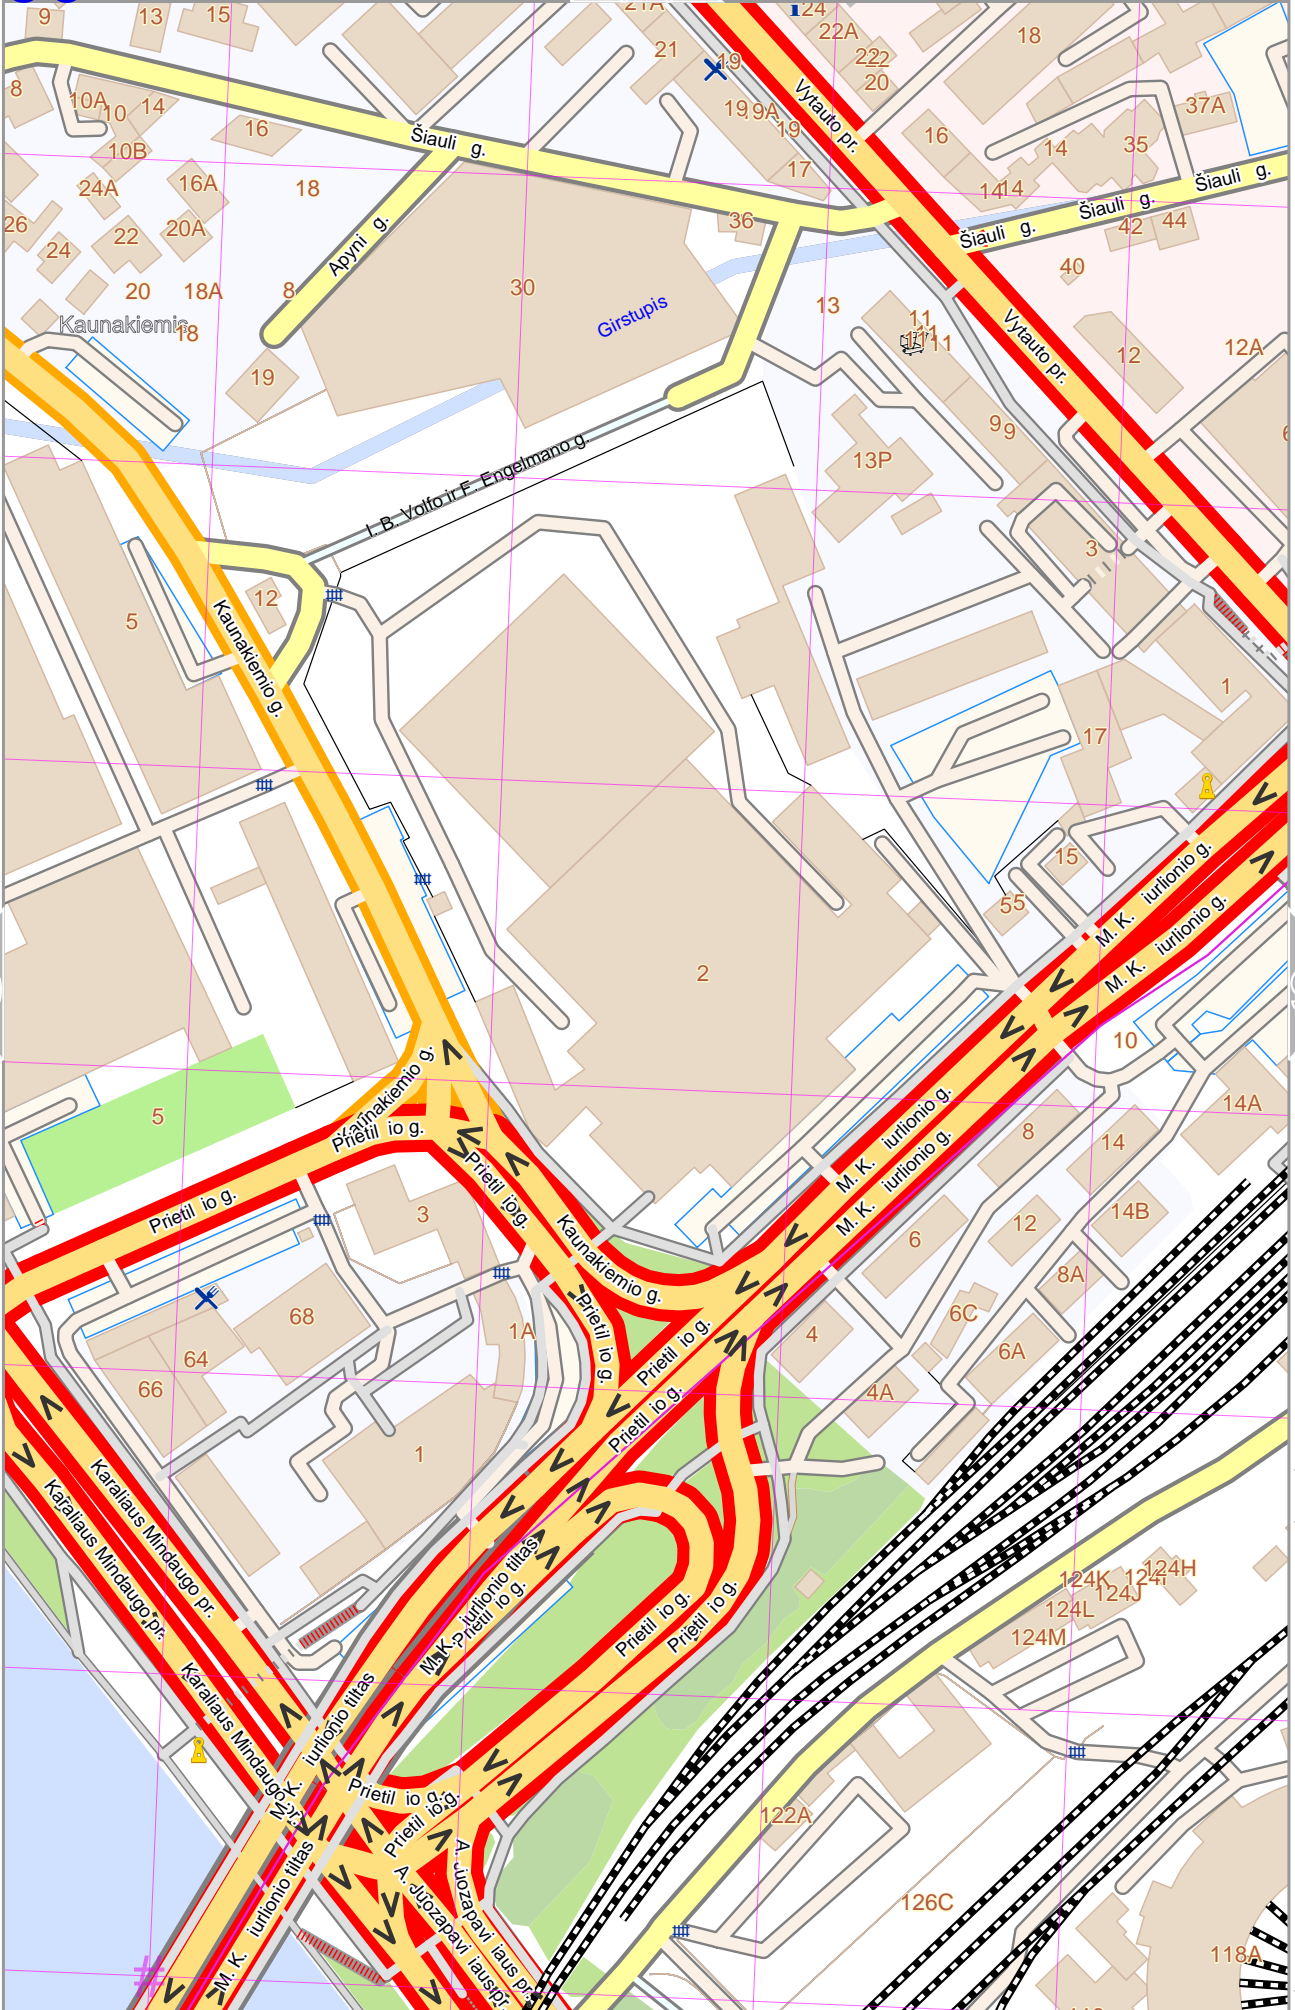 9
13
15
21A
24
22A
18
21
19
22
22
20
8
10A
10
14
16
19
9A
19
Vytauto pr.
16
37A
Šiauli g.
10B
17
14
35
24A
16A
18
14
14
Šiauli g.
26
22
20A
36
Šiauli g.
42
44
24
Apyni g.
Šiauli g.
40
20
18A
8
30
Girstupis
13
Kaunakiemis
18
11
11
11
Vytauto pr.
12
12A
19
9
9
13P
I. B. Volfo ir F. Engelmano g.
3
12
5
Kaunakiemio g.
1
17
15
M. K. iurlionio g.
55
M. K. iurlionio g.
2
10
Kaunakiemio g.
5
Prietil io g.
M. K. iurlionio g.
8
14
14A
Prietil io g.
Prietil io g.
3
M. K. iurlionio g.
12
14B
6
Kaunakiemio g.
8A
68
1A
Prietil io g.
Prietil io g.
4
6C
6A
64
66
Prietil io g.
4A
1
Karaliaus Mindaugo pr.
Karaliaus Mindaugo pr.
M. K. iurlionio tiltas
Prietil io g.
Prietil io g.
Prietil io g.
124K
124I
124H
124J
124L
124M
Karaliaus Mindaugo pr.
M. K. iurlionio tiltas
Prietil io g.
Prietil io g.
122A
A. Juozapavi iaus pr.
A. Juozapavi iaus pr.
M. K. iurlionio tiltas
126C
118A